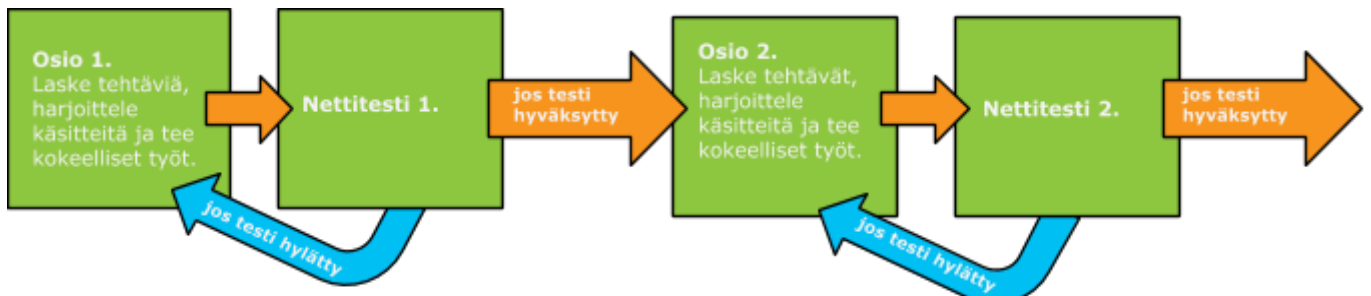 Osio 1.
Laske tehtäviä,
harjoittele
käsitteitä ja tee
kokeelliset työt.
Nettitesti 1.
jos testi
hyväksytty
jos testi hylätty
Osio 2.
Laske tehtävät,
harjoittele
käsitteitä ja tee
kokeelliset työt.
Nettitesti 2.
jos testi
hyväksytty
jos testi hylätty